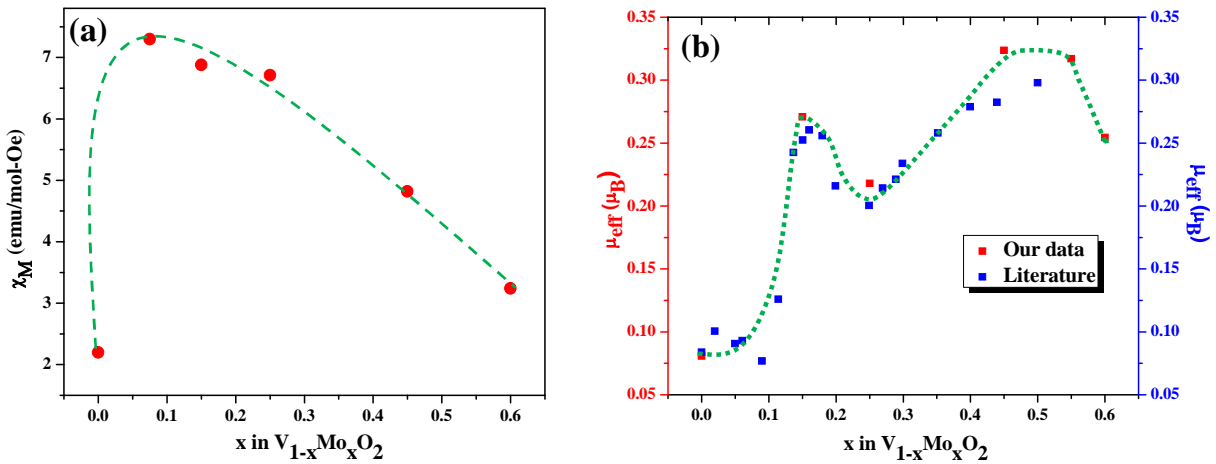 (a)
χ_M (emu/mol-Oe)
7
6
5
4
3
2
0.0 0.1 0.2 0.3 0.4 0.5 0.6
x in V1-xMoxO2
(b)
μeff (μB)
0.35
0.30
0.25
0.20
0.15
0.10
0.05
Our data
Literature
0.35
0.30
0.25
0.20
0.25
0.10
0.15
μeff (μB)
0.0 0.1 0.2 0.3 0.4 0.5 0.6
x in V1-xMoxO2